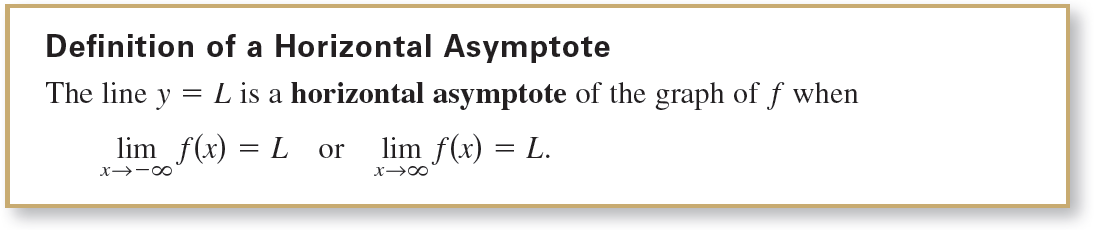 Definition of a Horizontal Asymptote
The line y = L is a horizontal asymptote of the graph of f when
lim x→−∞ f(x) = L or lim x→∞ f(x) = L.